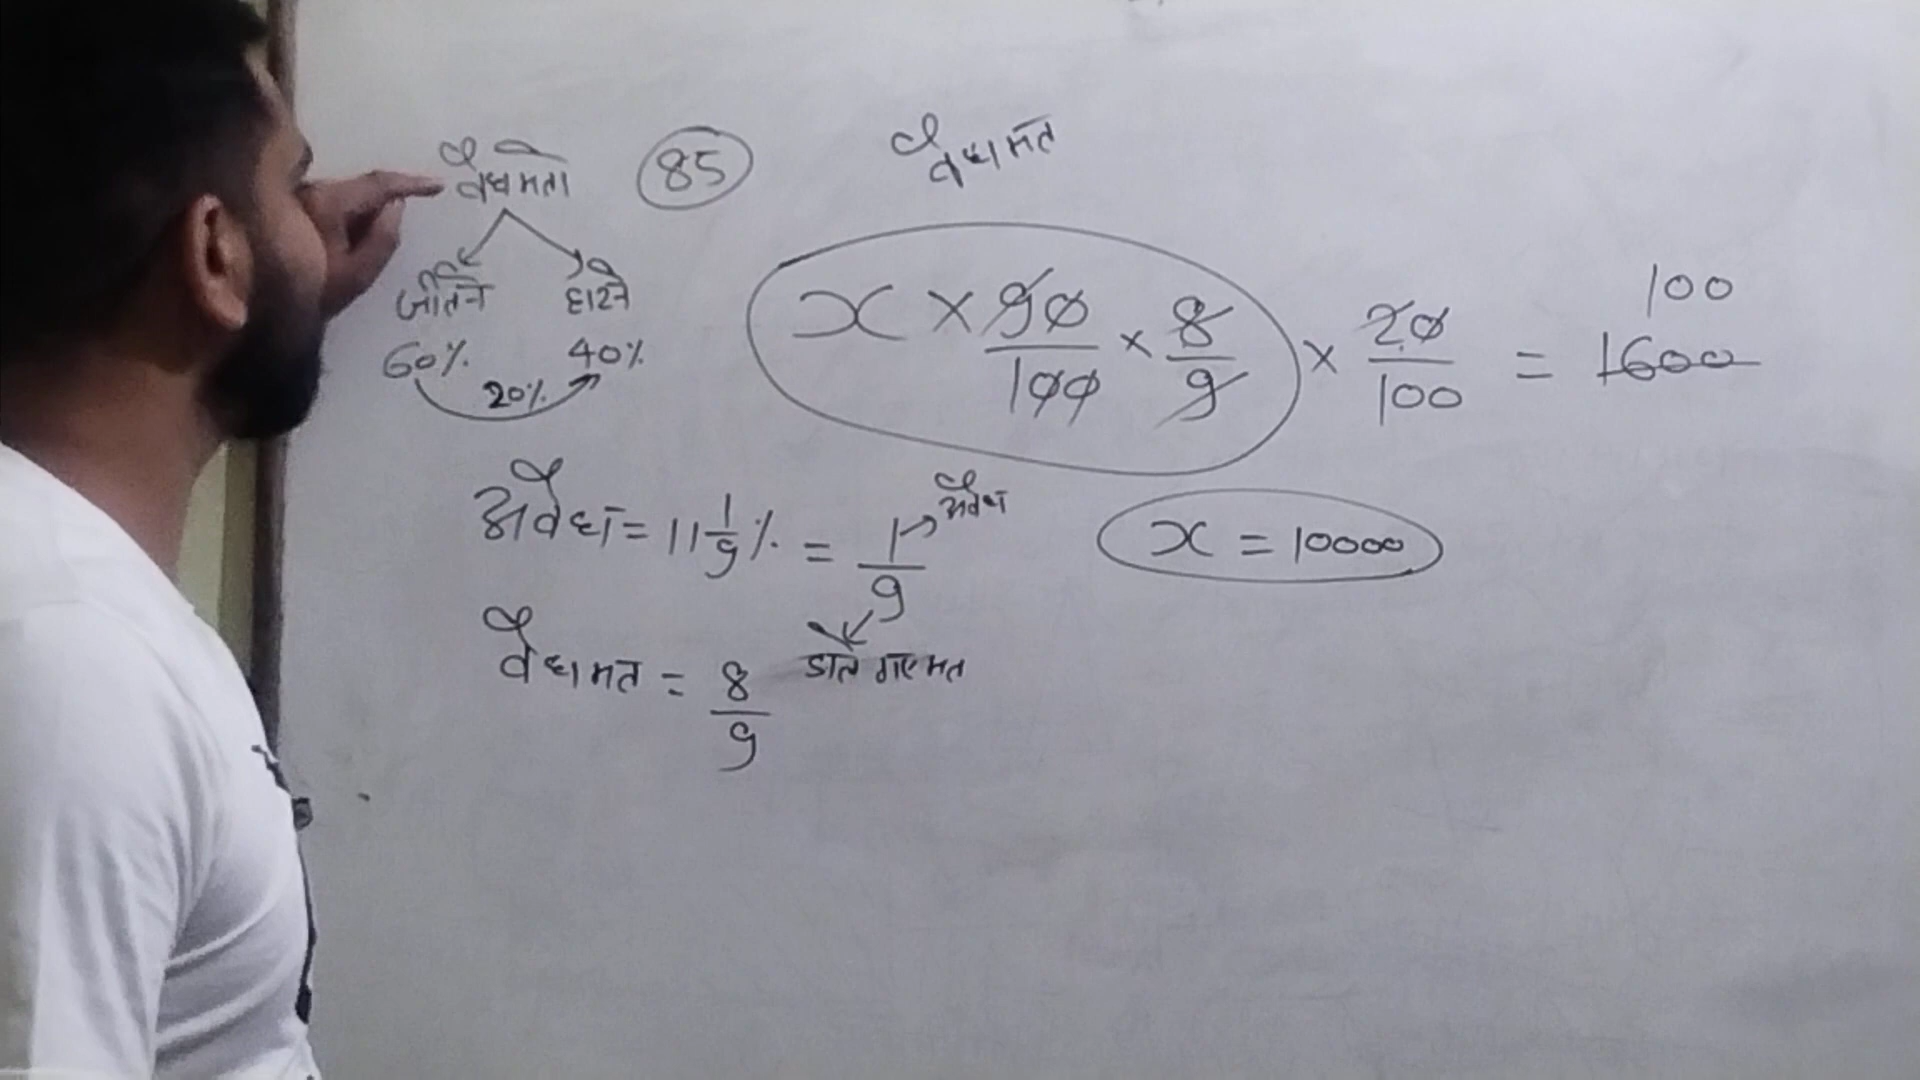 वैधमतो 85 वैधमत
जीतने हारने
60% 40%
20%
x × 90/100 × 8/9 × 20/100 = 1600
100
अवैध = 11 1/9 % = 1/9 → अवैध
x = 10000
वैधमत = 8/9 डाले गए मत